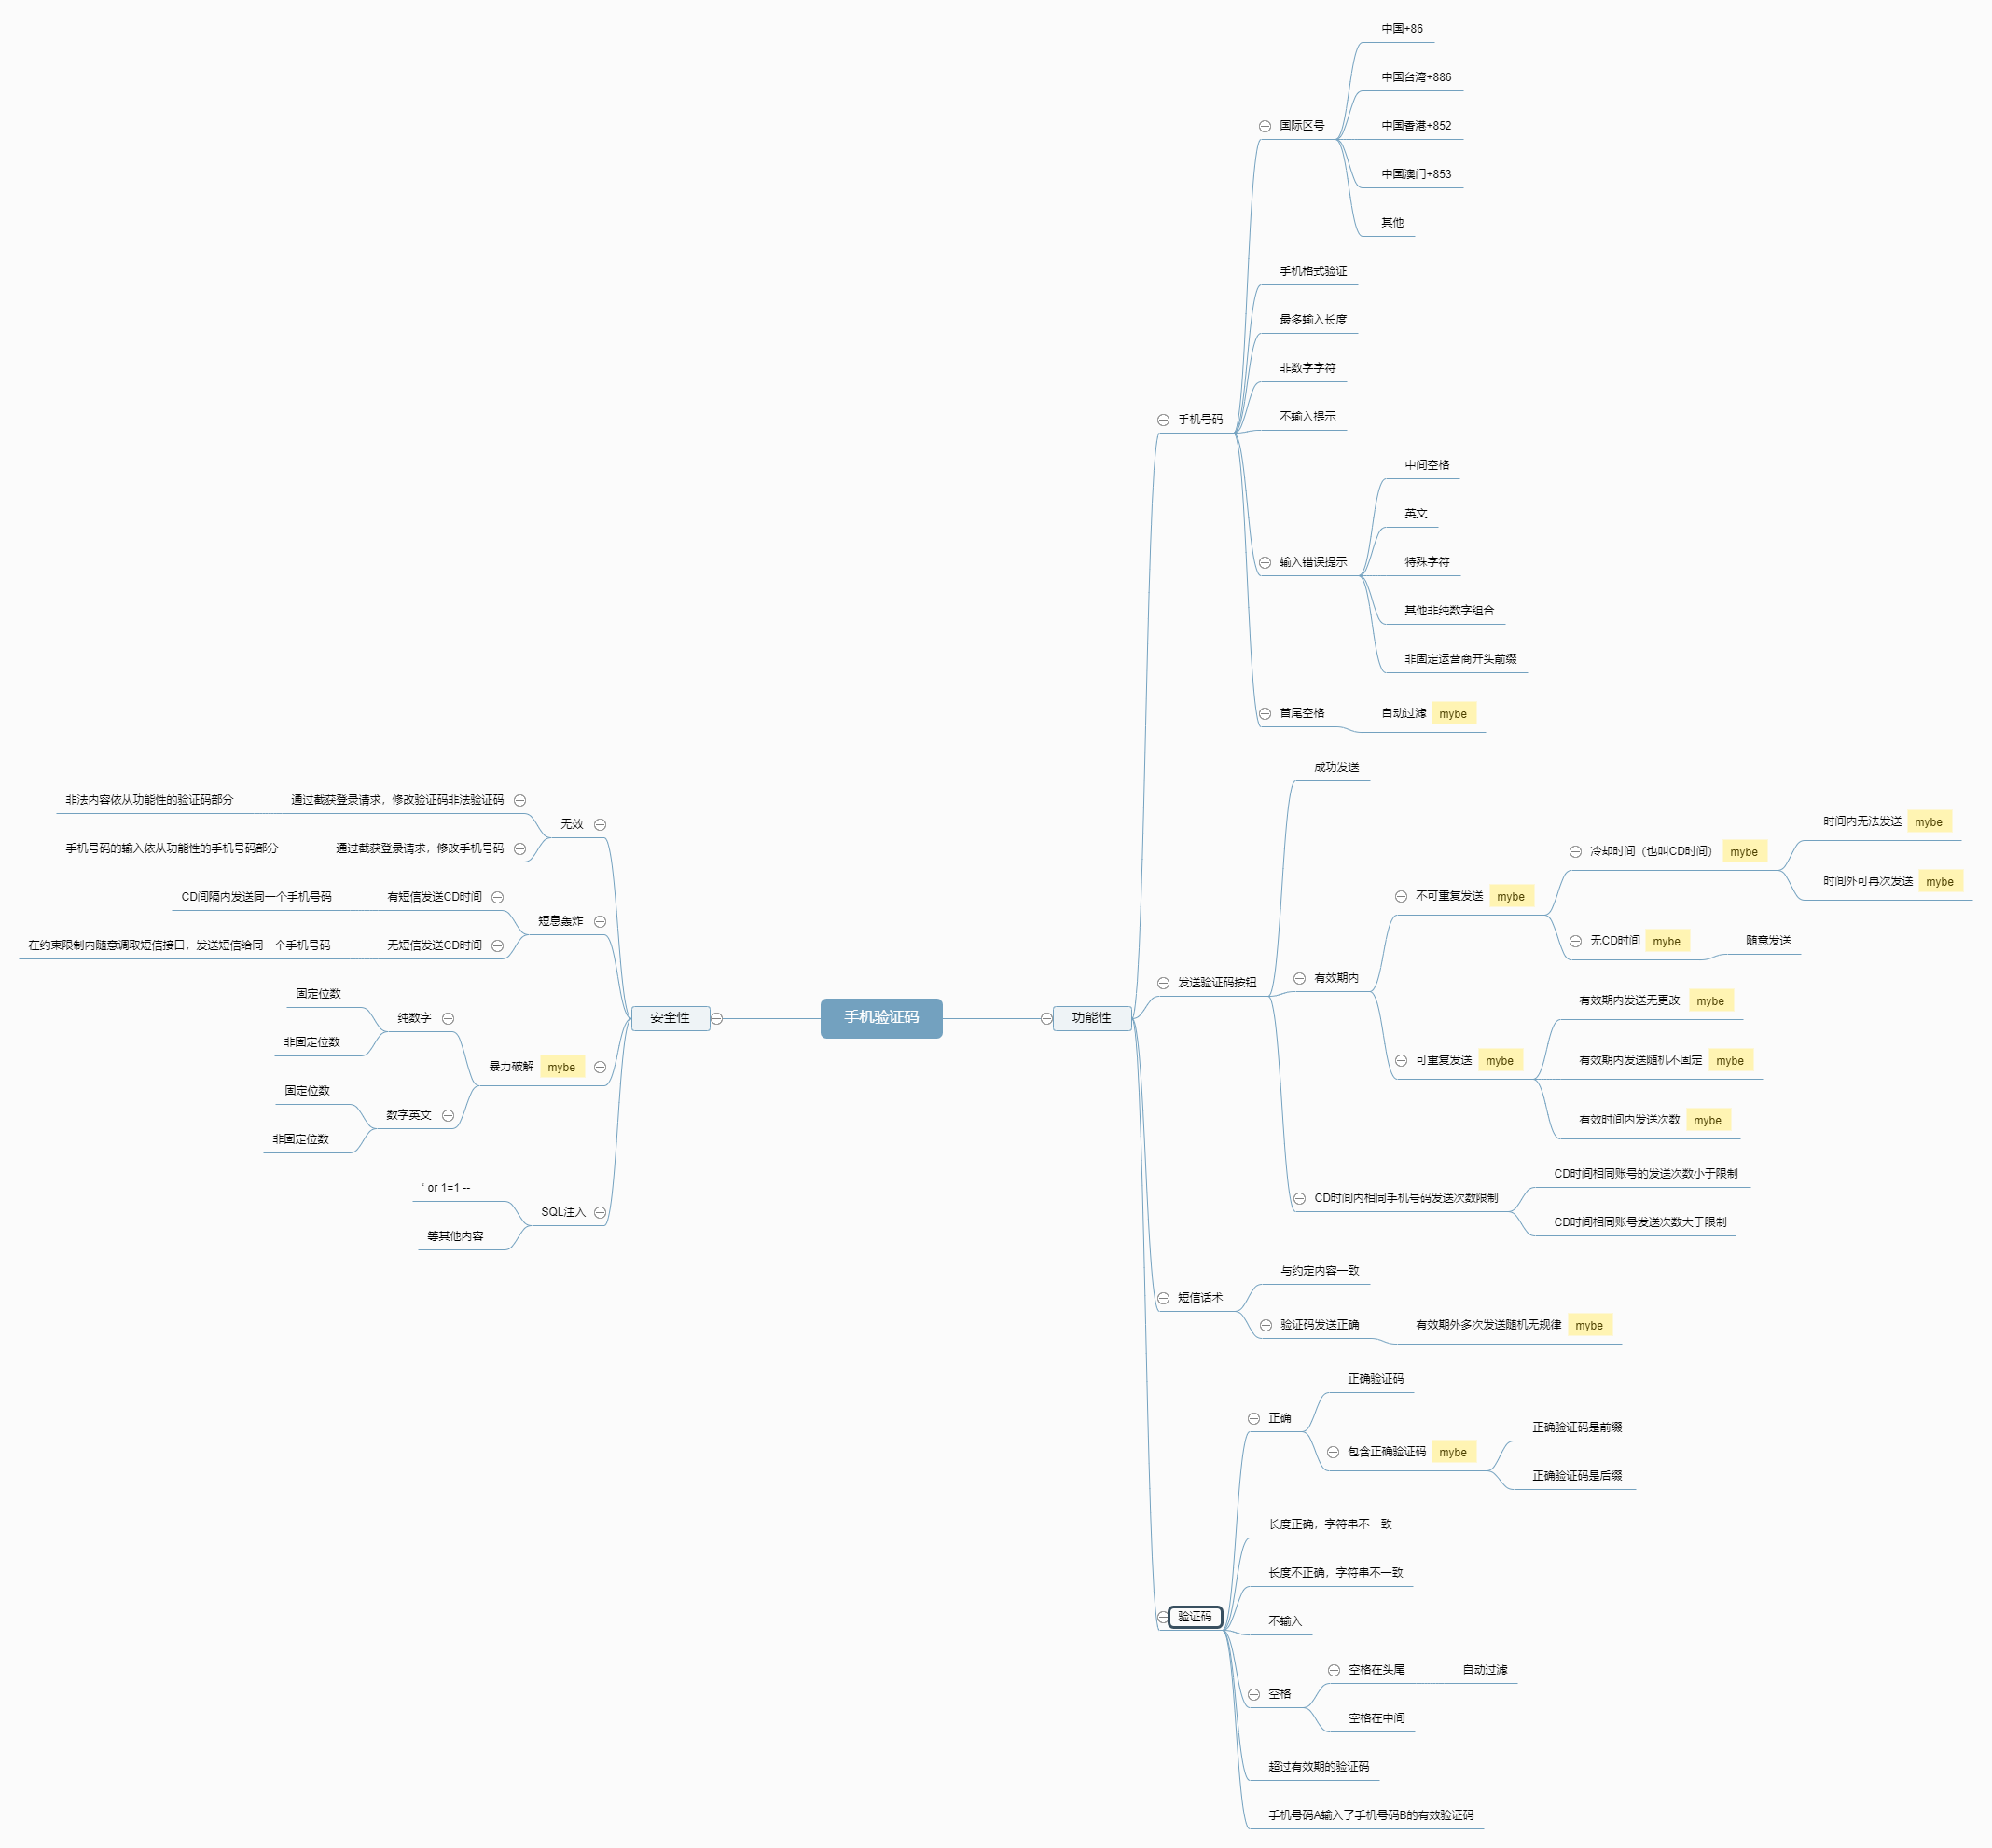 手机验证码
功能性
手机号码
国际区号
中国+86
中国台湾+886
中国香港+852
中国澳门+853
其他
手机格式验证
最多输入长度
非数字字符
不输入提示
输入错误提示
中间空格
英文
特殊字符
其他非纯数字组合
非固定运营商开头前缀
首尾空格
自动过滤 mybe
发送验证码按钮
成功发送
有效期内
不可重复发送 mybe
冷却时间（也叫CD时间） mybe
时间内无法发送 mybe
时间外可再次发送 mybe
无CD时间 mybe
随意发送
可重复发送 mybe
有效期内发送无更改 mybe
有效期内发送随机不固定 mybe
有效时间内发送次数 mybe
CD时间内相同手机号码发送次数限制
CD时间相同账号的发送次数小于限制
CD时间相同账号发送次数大于限制
短信话术
与约定内容一致
验证码发送正确
有效期外多次发送随机无规律 mybe
验证码
正确
正确验证码
包含正确验证码 mybe
正确验证码是前缀
正确验证码是后缀
长度正确，字符串不一致
长度不正确，字符串不一致
不输入
空格
空格在头尾
自动过滤
空格在中间
超过有效期的验证码
手机号码A输入了手机号码B的有效验证码
安全性
无效
通过截获登录请求，修改验证码非法验证码
非法内容依从功能性的验证码部分
通过截获登录请求，修改手机号码
手机号码的输入依从功能性的手机号码部分
短息轰炸
有短信发送CD时间
CD间隔内发送同一个手机号码
无短信发送CD时间
在约束限制内随意调取短信接口，发送短信给同一个手机号码
暴力破解 mybe
纯数字
固定位数
非固定位数
数字英文
固定位数
非固定位数
SQL注入
‘ or 1=1 --
等其他内容